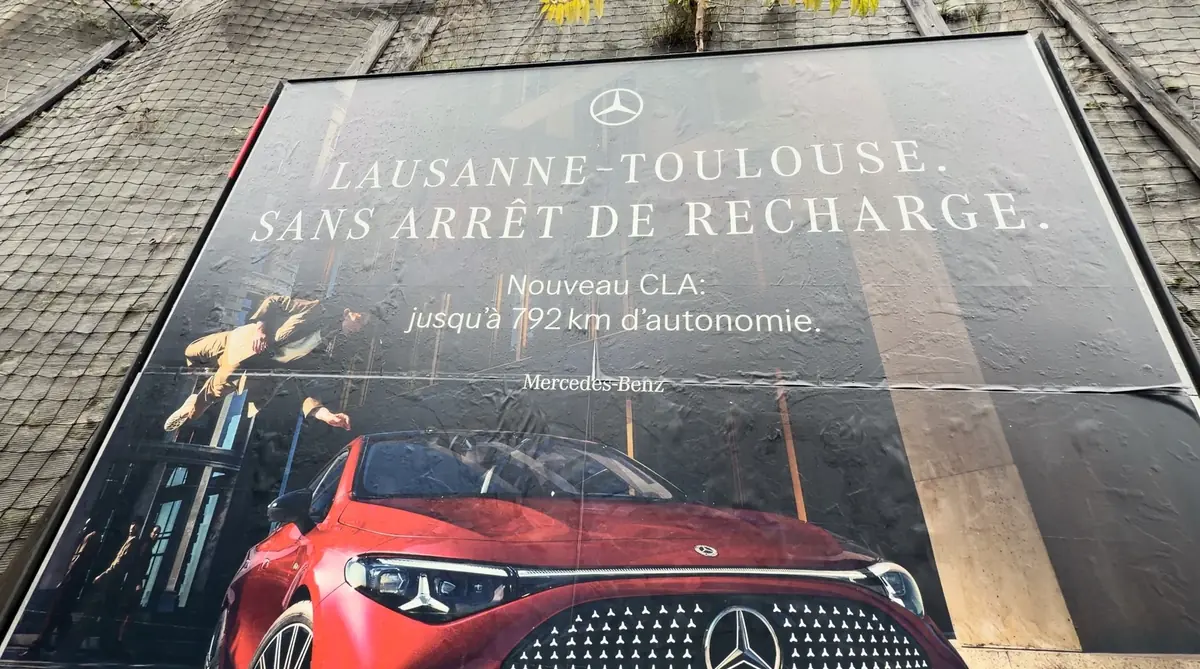 LAUSANNE-TOULOUSE.
SANS ARRÊT DE RECHARGE.
Nouveau CLA:
jusqu'à 792 km d'autonomie.
Mercedes-Benz